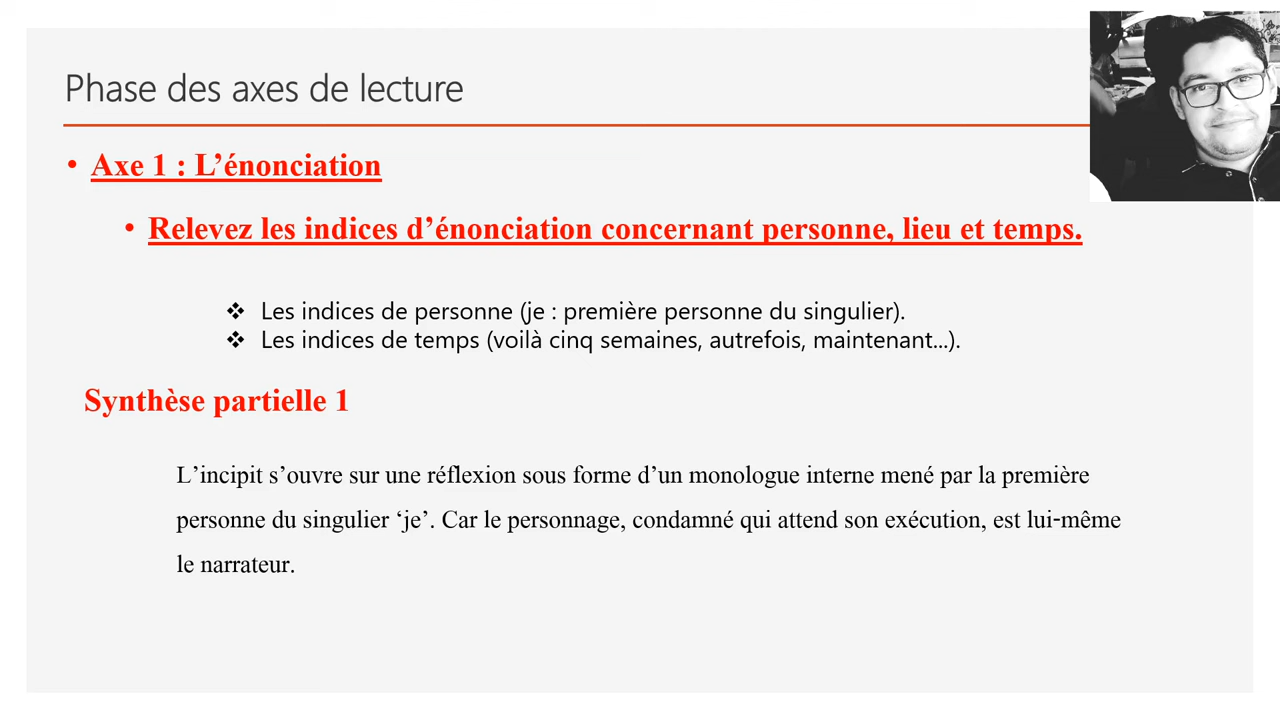 Phase des axes de lecture
• Axe 1 : L’énonciation
• Relevez les indices d’énonciation concernant personne, lieu et temps.
❖ Les indices de personne (je : première personne du singulier).
❖ Les indices de temps (voilà cinq semaines, autrefois, maintenant...).
Synthèse partielle 1
L’incipit s’ouvre sur une réflexion sous forme d’un monologue interne mené par la première
personne du singulier ‘je’. Car le personnage, condamné qui attend son exécution, est lui-même
le narrateur.